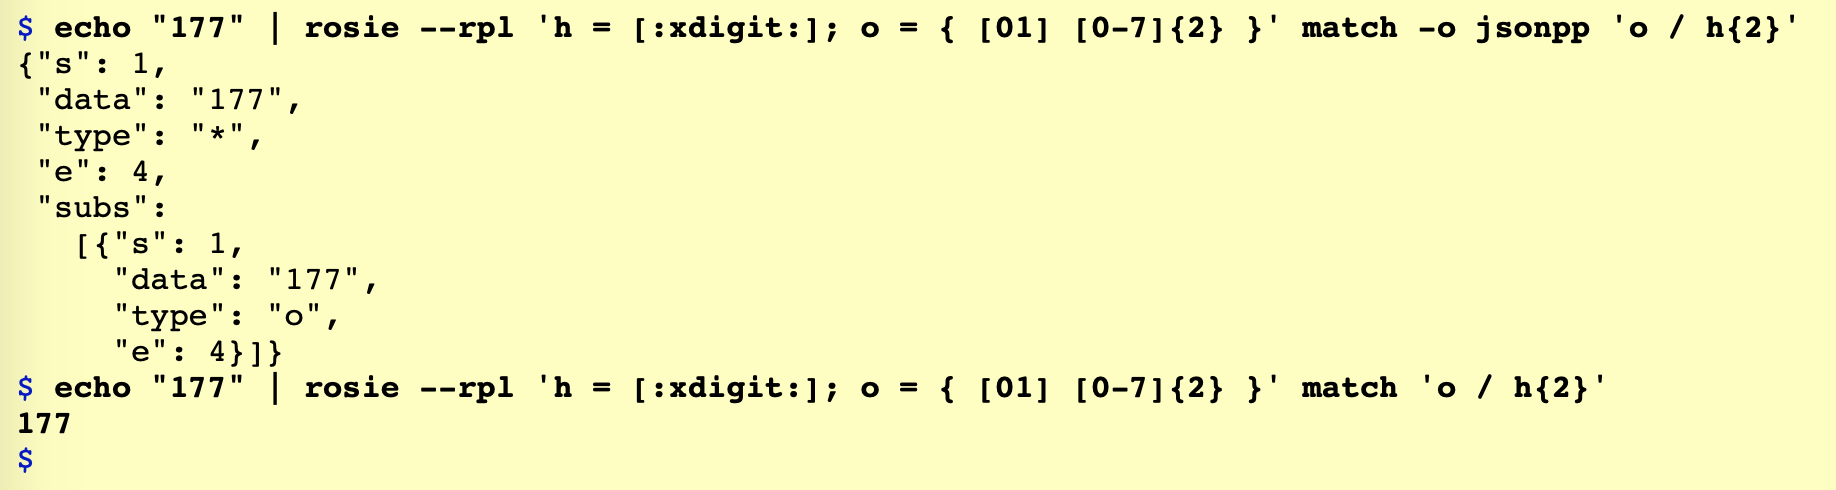 $ echo "177" | rosie --rpl 'h = [:xdigit:]; o = { [01] [0-7]{2} }' match -o jsonpp 'o / h{2}'
{"s": 1,
 "data": "177",
 "type": "*",
 "e": 4,
 "subs":
   [{"s": 1,
     "data": "177",
     "type": "o",
     "e": 4}]}
$ echo "177" | rosie --rpl 'h = [:xdigit:]; o = { [01] [0-7]{2} }' match 'o / h{2}'
177
$